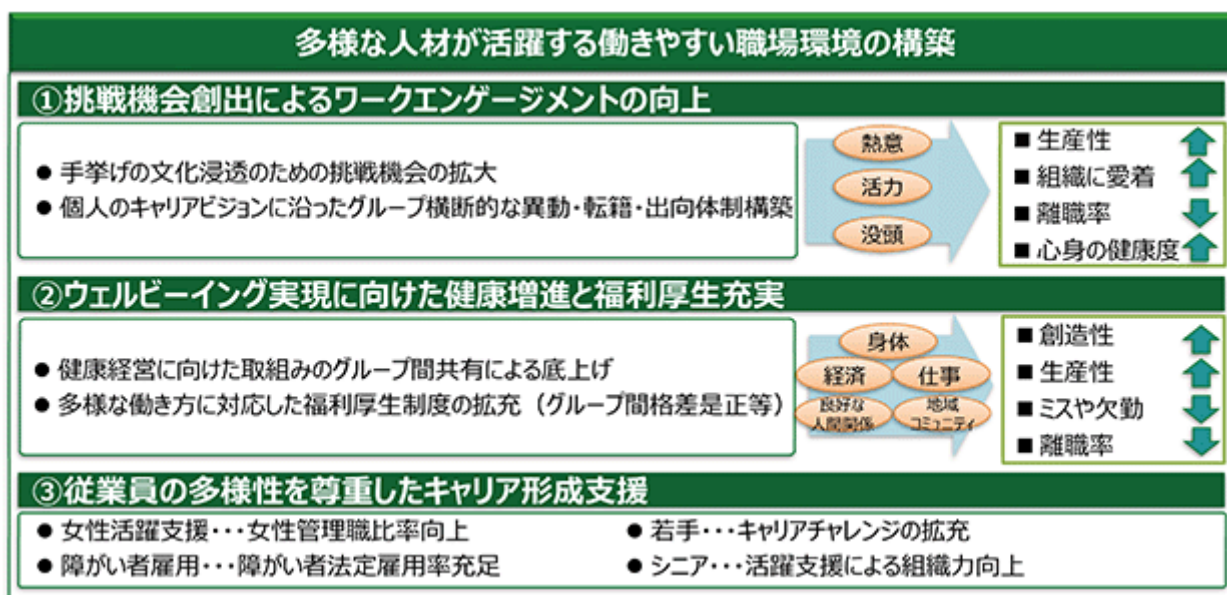 多様な人材が活躍する働きやすい職場環境の構築
①挑戦機会創出によるワークエンゲージメントの向上
● 手挙げの文化浸透のための挑戦機会の拡大
● 個人のキャリアビジョンに沿ったグループ横断的な異動・転籍・出向体制構築
熱意
活力
没頭
■ 生産性
■ 組織に愛着
■ 離職率
■ 心身の健康度
②ウェルビーイング実現に向けた健康増進と福利厚生充実
● 健康経営に向けた取組みのグループ間共有による底上げ
● 多様な働き方に対応した福利厚生制度の拡充（グループ間格差是正等）
身体
経済
仕事
良好な
人間関係
地域
コミュニティ
■ 創造性
■ 生産性
■ ミスや欠勤
■ 離職率
③従業員の多様性を尊重したキャリア形成支援
● 女性活躍支援・・・女性管理職比率向上
● 障がい者雇用・・・障がい者法定雇用率充足
● 若手・・・キャリアチャレンジの拡充
● シニア・・・活躍支援による組織力向上